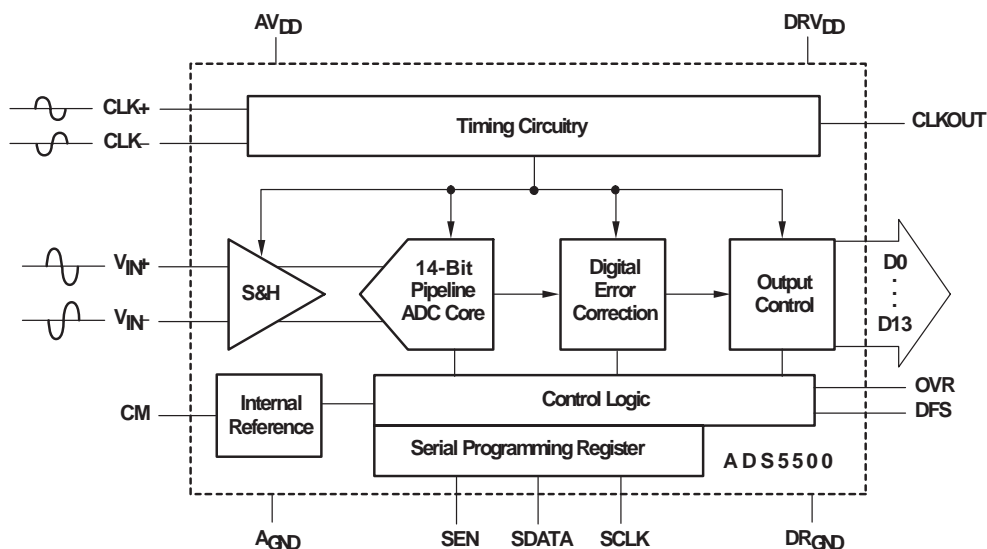 AVDD
DRVDD
CLK+
Timing Circuitry
CLKOUT
CLK–
VIN+
S&H
14-Bit
Pipeline
ADC Core
Digital
Error
Correction
Output
Control
D0
.
.
.
.
D13
VIN–
CM
Internal
Reference
Control Logic
OVR
DFS
Serial Programming Register
ADS5500
AGND
SEN
SDATA
SCLK
DRGND